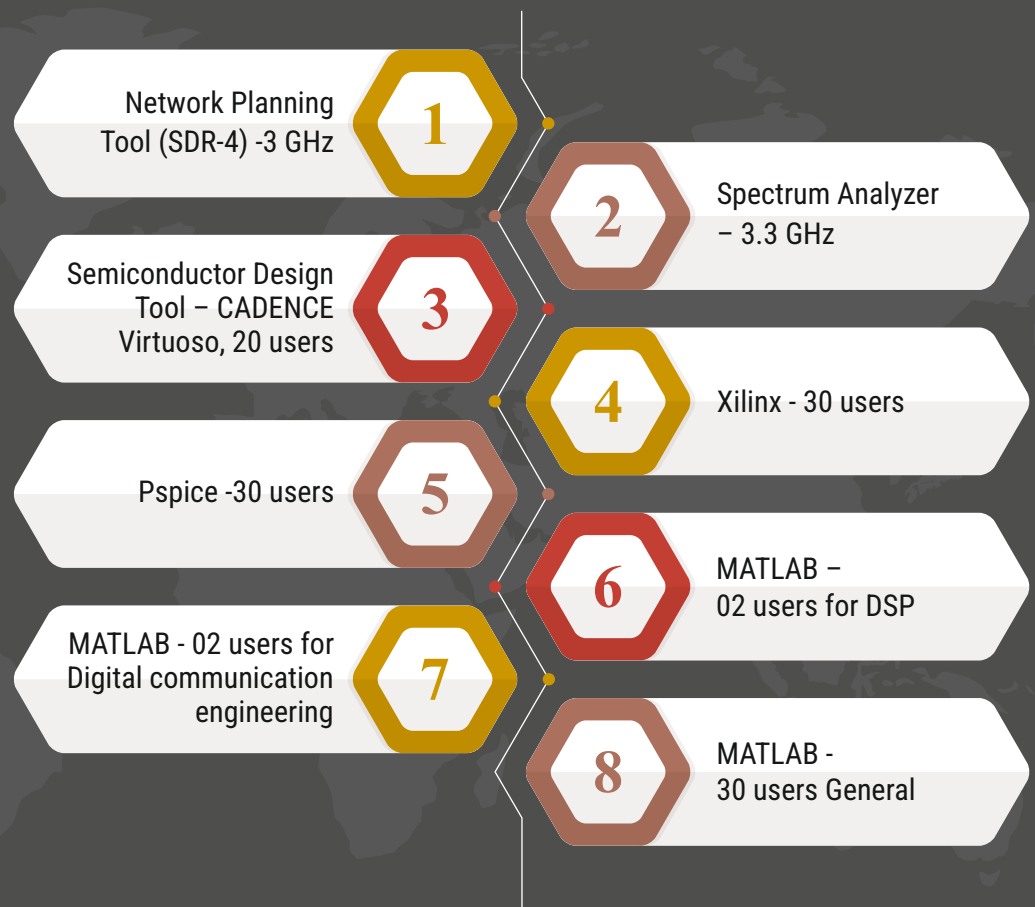 1
Network Planning
Tool (SDR-4) -3 GHz
2
Spectrum Analyzer
– 3.3 GHz
3
Semiconductor Design
Tool – CADENCE
Virtuoso, 20 users
4
Xilinx - 30 users
5
Pspice -30 users
6
MATLAB –
02 users for DSP
7
MATLAB - 02 users for
Digital communication
engineering
8
MATLAB -
30 users General